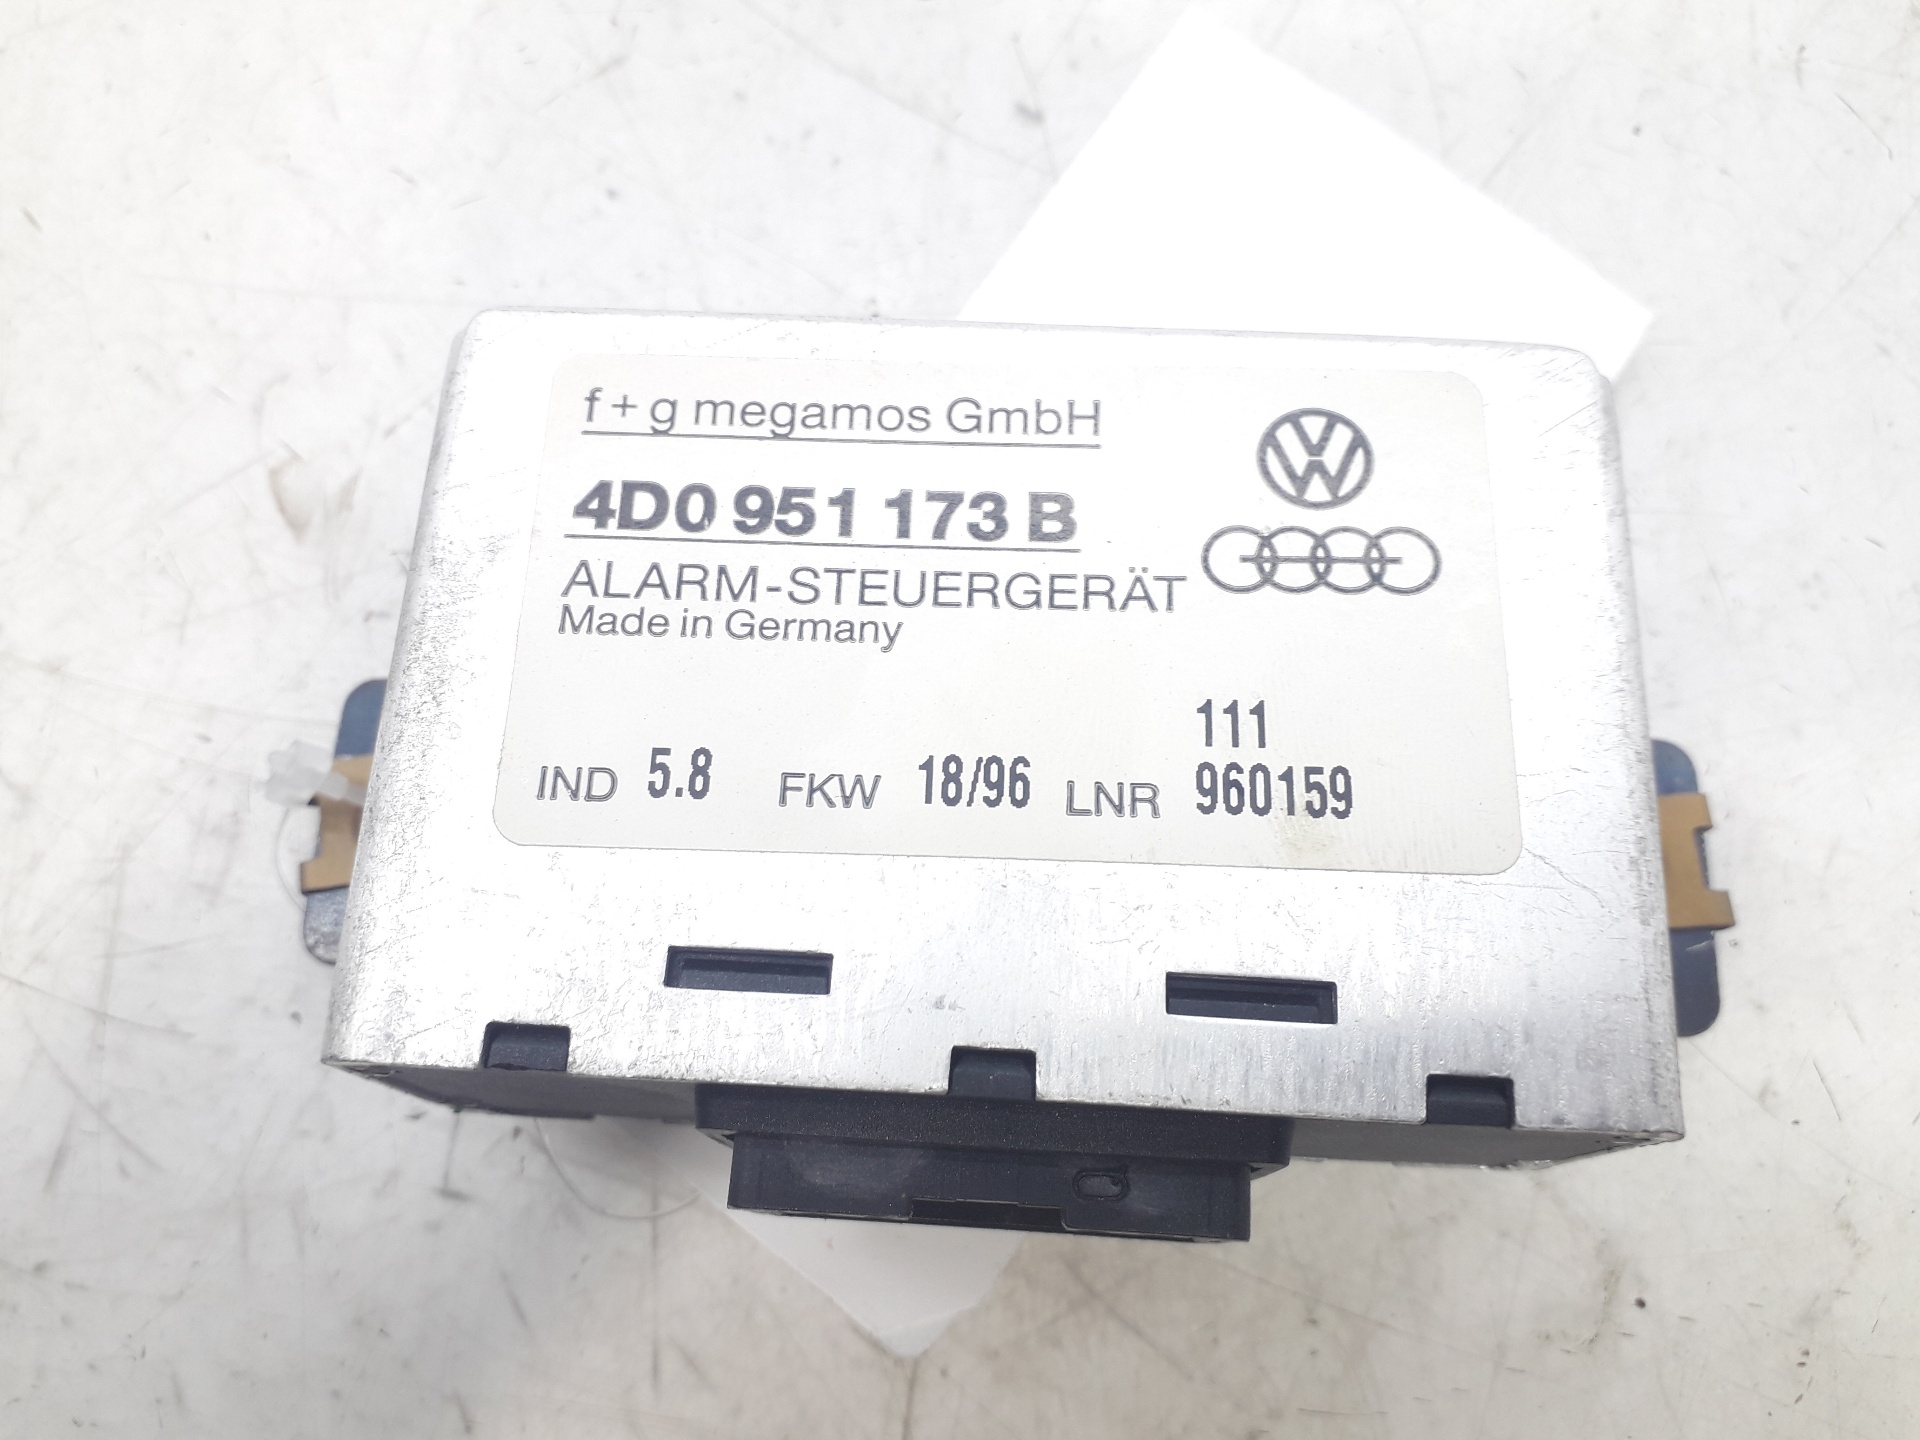 f + g megamos GmbH
4D0 951 173 B
ALARM-STEUERGERÄT
Made in Germany
111
IND 5.8 FKW 18/96 LNR 960159